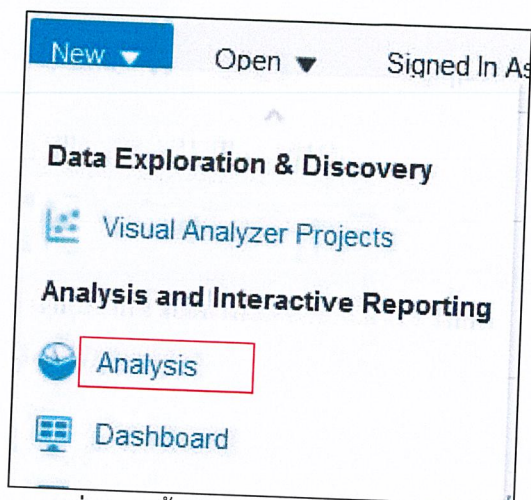 New Open Signed In As
Data Exploration & Discovery
Visual Analyzer Projects
Analysis and Interactive Reporting
Analysis
Dashboard